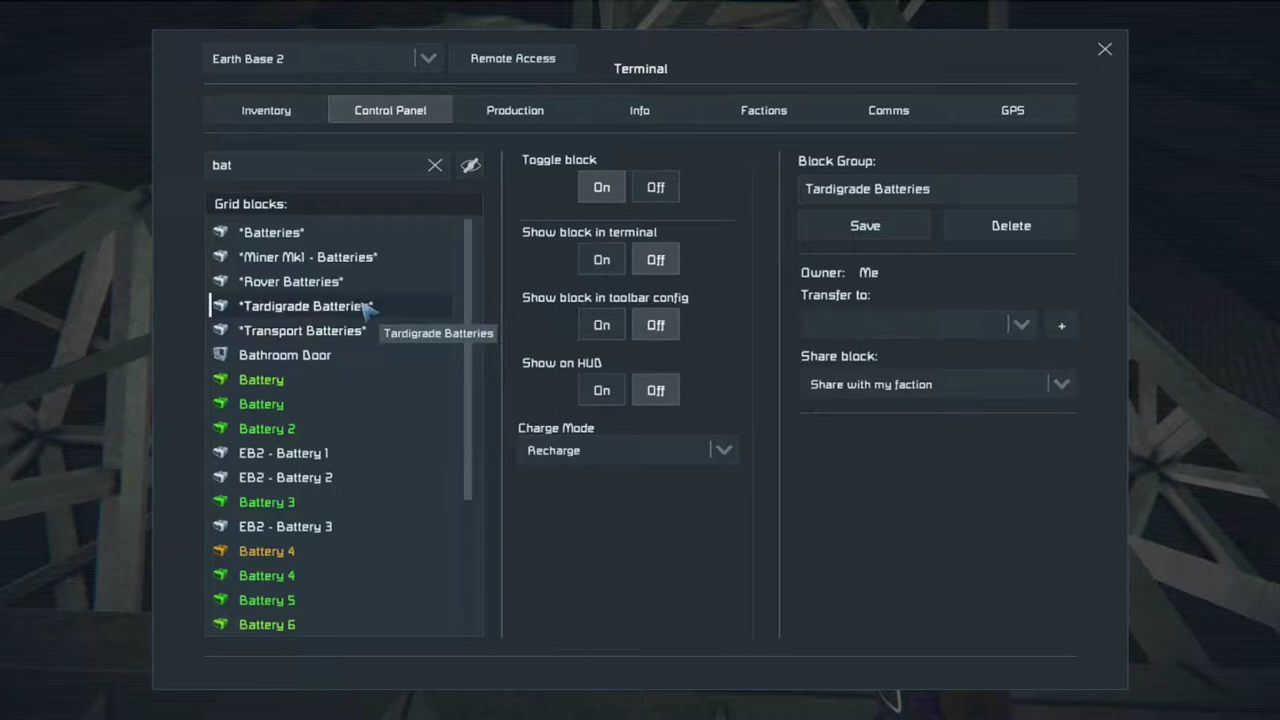 Earth Base 2
Remote Access
Terminal
Inventory
Control Panel
Production
Info
Factions
Comms
GPS
bat
Grid blocks:
*Batteries*
*Miner Mk1 - Batteries*
*Rover Batteries*
*Tardigrade Batteries*
*Transport Batteries*
Tardigrade Batteries
Bathroom Door
Battery
Battery
Battery 2
EB2 - Battery 1
EB2 - Battery 2
Battery 3
EB2 - Battery 3
Battery 4
Battery 4
Battery 5
Battery 6
Toggle block
On
Off
Show block in terminal
On
Off
Show block in toolbar config
On
Off
Show on HUD
On
Off
Charge Mode
Recharge
Block Group:
Tardigrade Batteries
Save
Delete
Owner: Me
Transfer to:
+
Share block:
Share with my faction